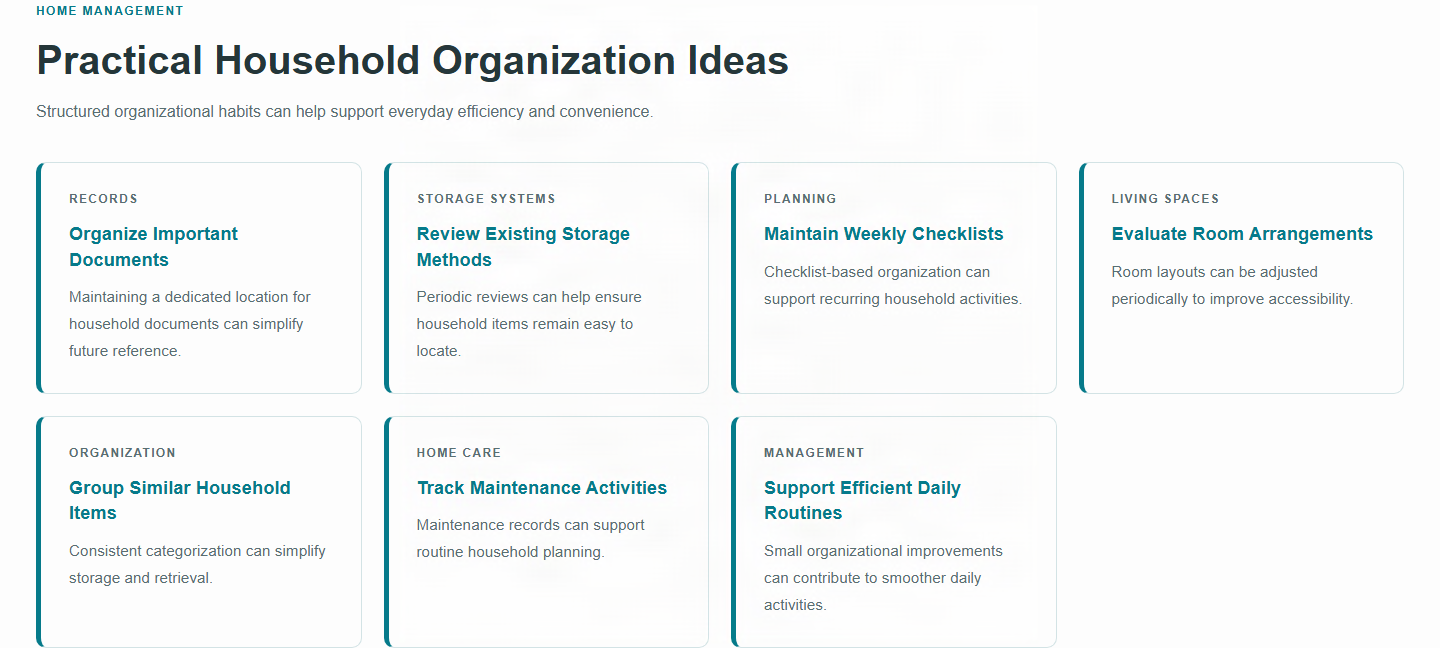 HOME MANAGEMENT
Practical Household Organization Ideas
Structured organizational habits can help support everyday efficiency and convenience.
RECORDS
Organize Important
Documents
Maintaining a dedicated location for
household documents can simplify
future reference.
STORAGE SYSTEMS
Review Existing Storage
Methods
Periodic reviews can help ensure
household items remain easy to
locate.
PLANNING
Maintain Weekly Checklists
Checklist-based organization can
support recurring household activities.
LIVING SPACES
Evaluate Room Arrangements
Room layouts can be adjusted
periodically to improve accessibility.
ORGANIZATION
Group Similar Household
Items
Consistent categorization can simplify
storage and retrieval.
HOME CARE
Track Maintenance Activities
Maintenance records can support
routine household planning.
MANAGEMENT
Support Efficient Daily
Routines
Small organizational improvements
can contribute to smoother daily
activities.